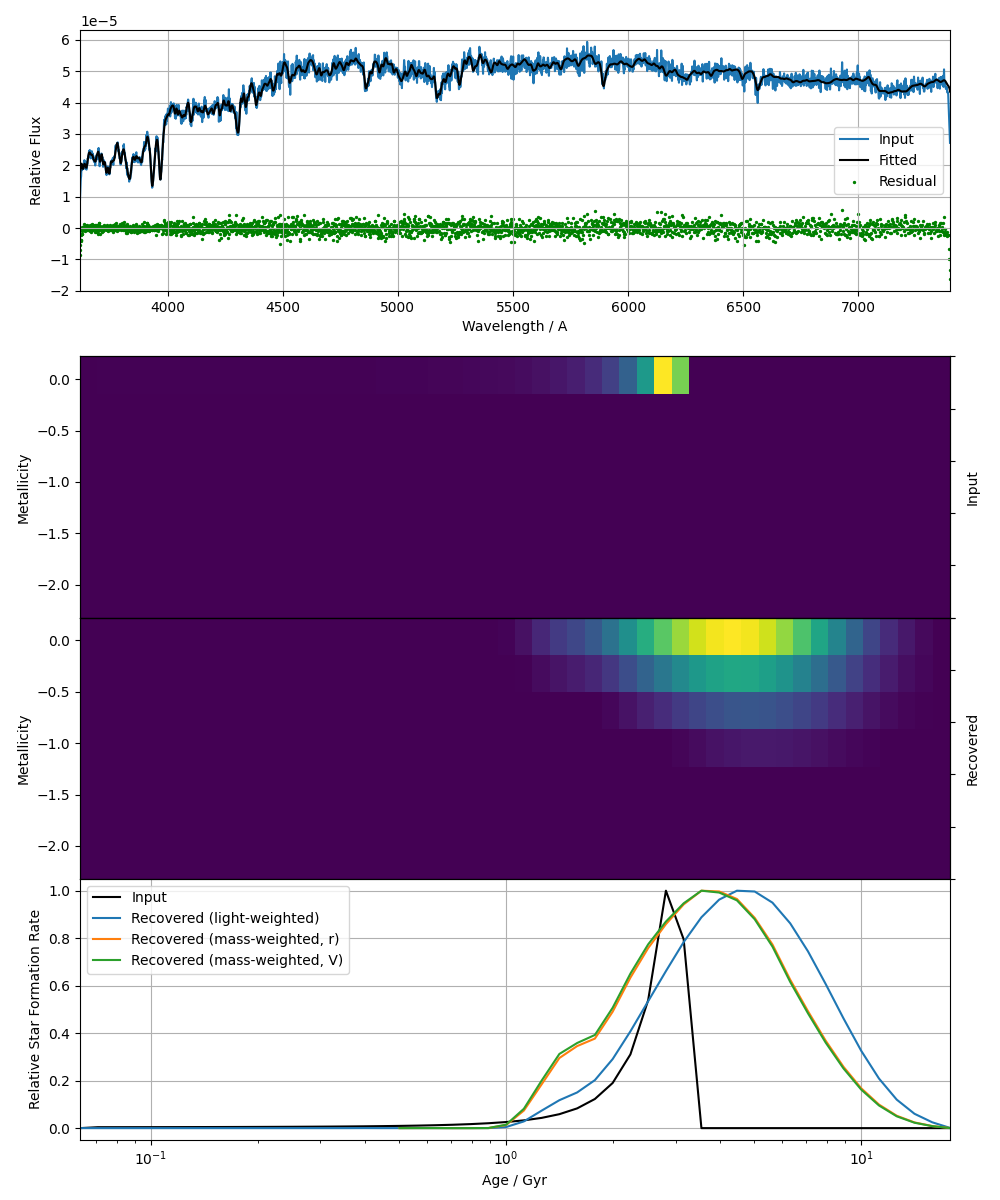 1e−5
6
5
4
3
2
1
0
−1
−2
Relative Flux
Input
Fitted
Residual
4000 4500 5000 5500 6000 6500 7000
Wavelength / A
0.0
−0.5
−1.0
−1.5
−2.0
Metallicity
Input
0.0
−0.5
−1.0
−1.5
−2.0
Metallicity
Recovered
1.0
0.8
0.6
0.4
0.2
0.0
Relative Star Formation Rate
Input
Recovered (light-weighted)
Recovered (mass-weighted, r)
Recovered (mass-weighted, V)
10⁻¹ 10⁰ 10¹
Age / Gyr